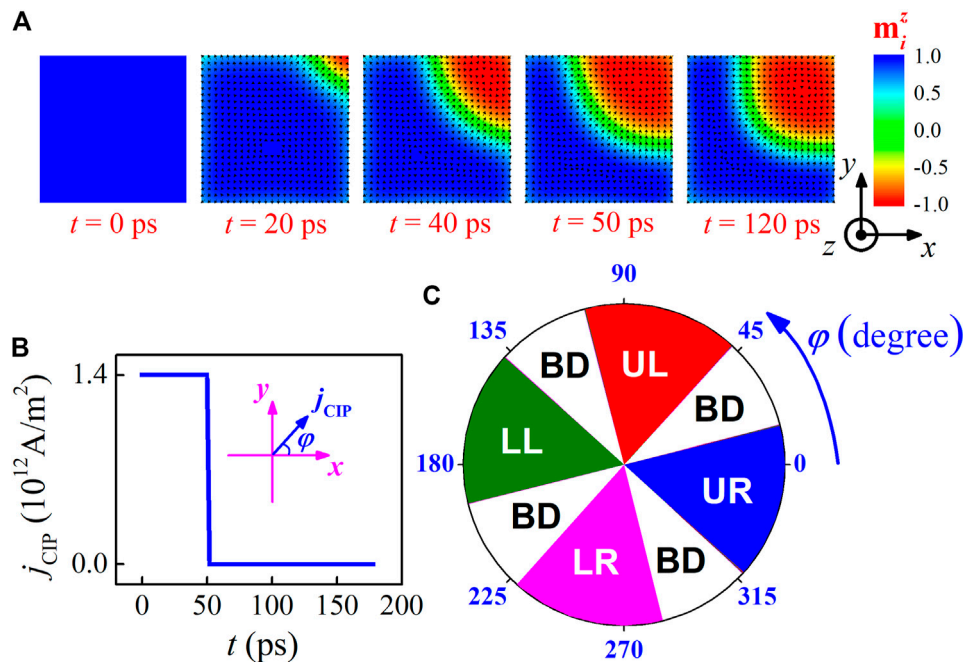 A
m_i^z
t = 0 ps
t = 20 ps
t = 40 ps
t = 50 ps
t = 120 ps
1.0
0.5
0.0
-0.5
-1.0
y
z
x
B
j_CIP (10^12 A/m^2)
1.4
0.0
y
j_CIP
φ
x
0
50
100
150
200
t (ps)
C
90
135
45
φ (degree)
BD
UL
BD
LL
180
0
UR
BD
LR
BD
225
315
270